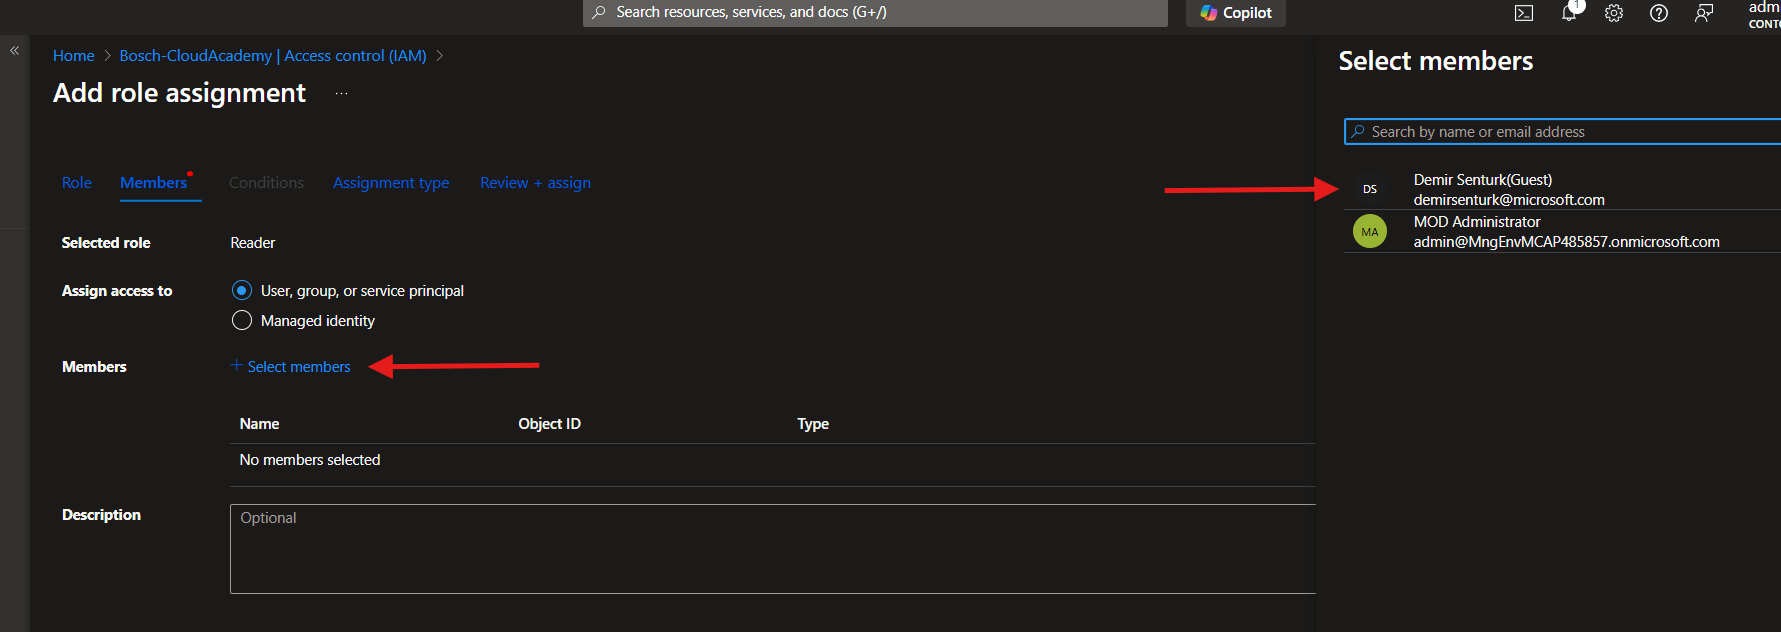 Search resources, services, and docs (G+/)
Copilot
1
adm
CONTO
Home > Bosch-CloudAcademy | Access control (IAM) >
Add role assignment ...
Role Members Conditions Assignment type Review + assign
Selected role Reader
Assign access to User, group, or service principal
Managed identity
Members + Select members
Name Object ID Type
No members selected
Description Optional
Select members
Search by name or email address
DS Demir Senturk(Guest)
demirsenturk@microsoft.com
MA MOD Administrator
admin@MngEnvMCAP485857.onmicrosoft.com